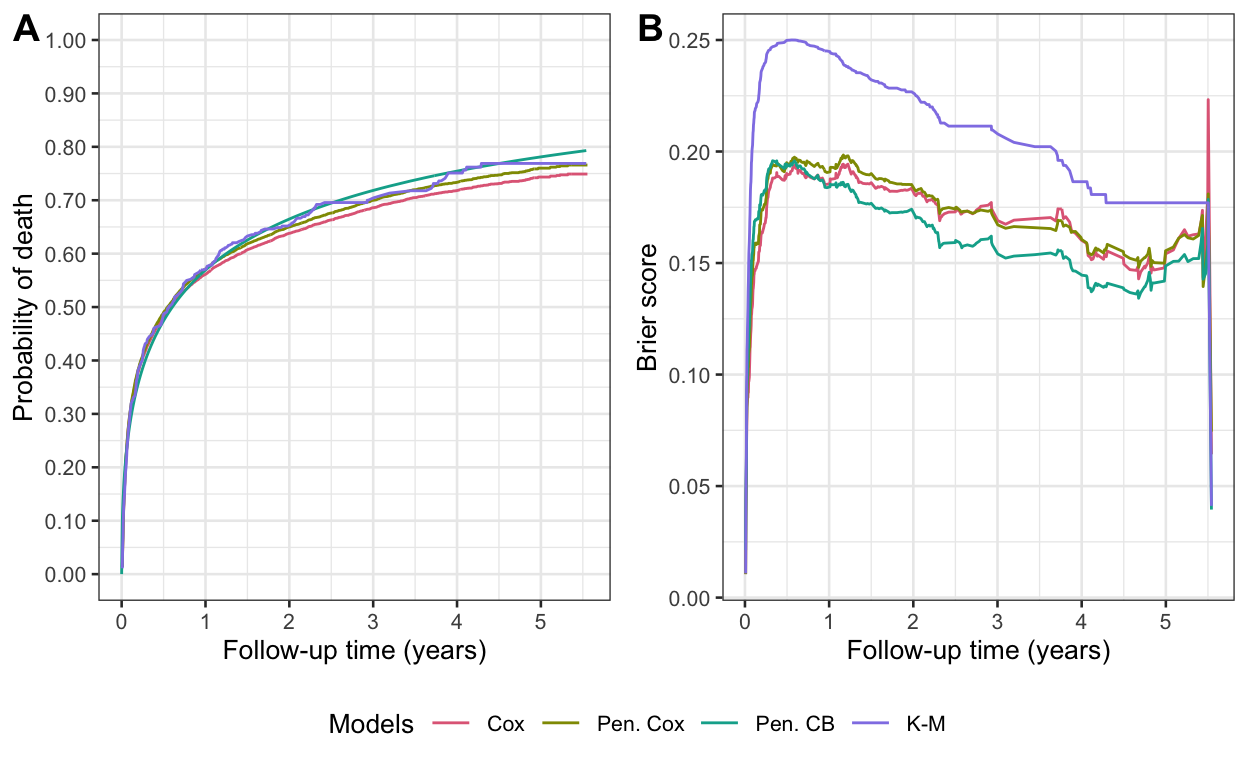 A
1.00
0.90
0.80
0.70
0.60
0.50
0.40
0.30
0.20
0.10
0.00
Probability of death
0 1 2 3 4 5
Follow-up time (years)
B
0.25
0.20
0.15
0.10
0.05
0.00
Brier score
0 1 2 3 4 5
Follow-up time (years)
Models Cox Pen. Cox Pen. CB K-M